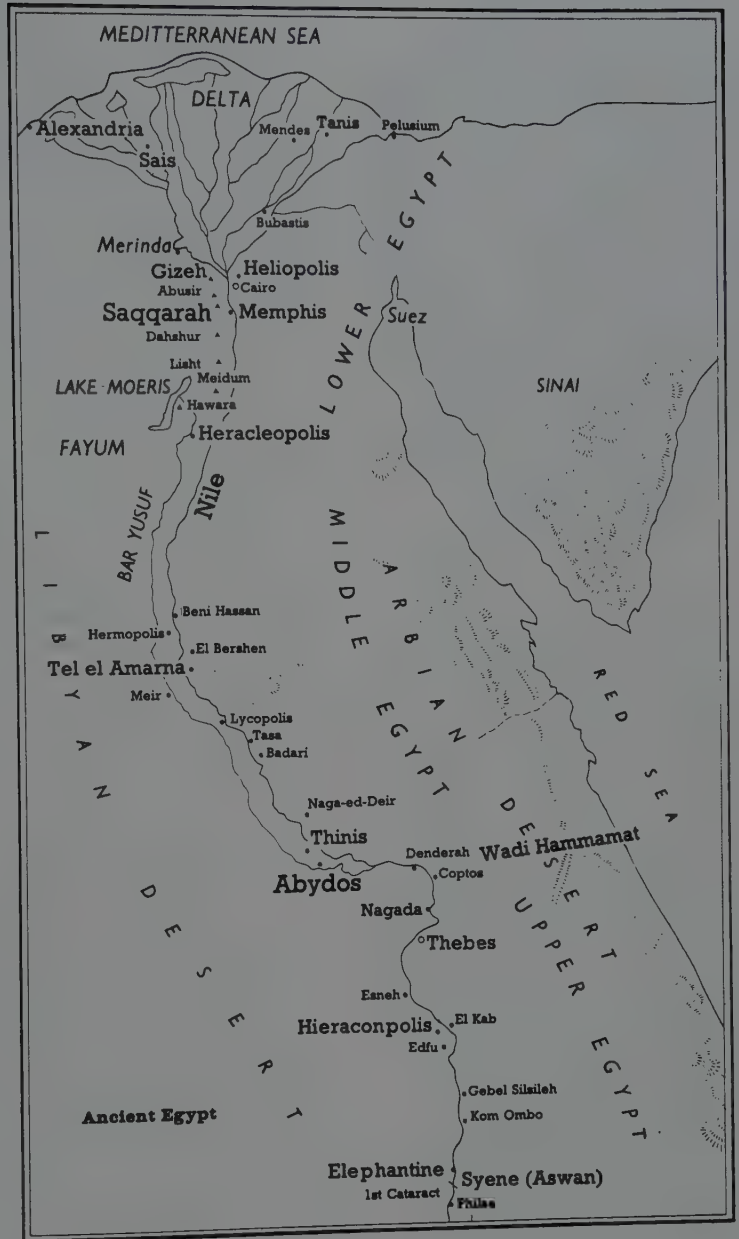 MEDITTERRANEAN SEA
DELTA
Alexandria
Sais
Mendes
Tanis
Pelusium
Bubastis
LOWER EGYPT
Merinda
Gizeh
Heliopolis
Abusir
Cairo
Saqqarah
Memphis
Suez
Dahshur
Lisht
Meidum
LAKE MOERIS
Hawara
SINAI
FAYUM
Heracleopolis
Nile
BAR YUSUF
LIBYAN DESERT
MIDDLE EGYPT
ARBIAN DESERT
RED SEA
Beni Hassan
Hermopolis
El Bershen
Tel el Amarna
Meir
Lycopolis
Tasa
Badari
Naga-ed-Deir
Thinis
Abydos
Denderah
Wadi Hammamat
Coptos
Nagada
Thebes
UPPER EGYPT
Esneh
Hieraconpolis
El Kab
Edfu
Gebel Silsileh
Kom Ombo
Ancient Egypt
Elephantine
Syene (Aswan)
1st Cataract
Philae